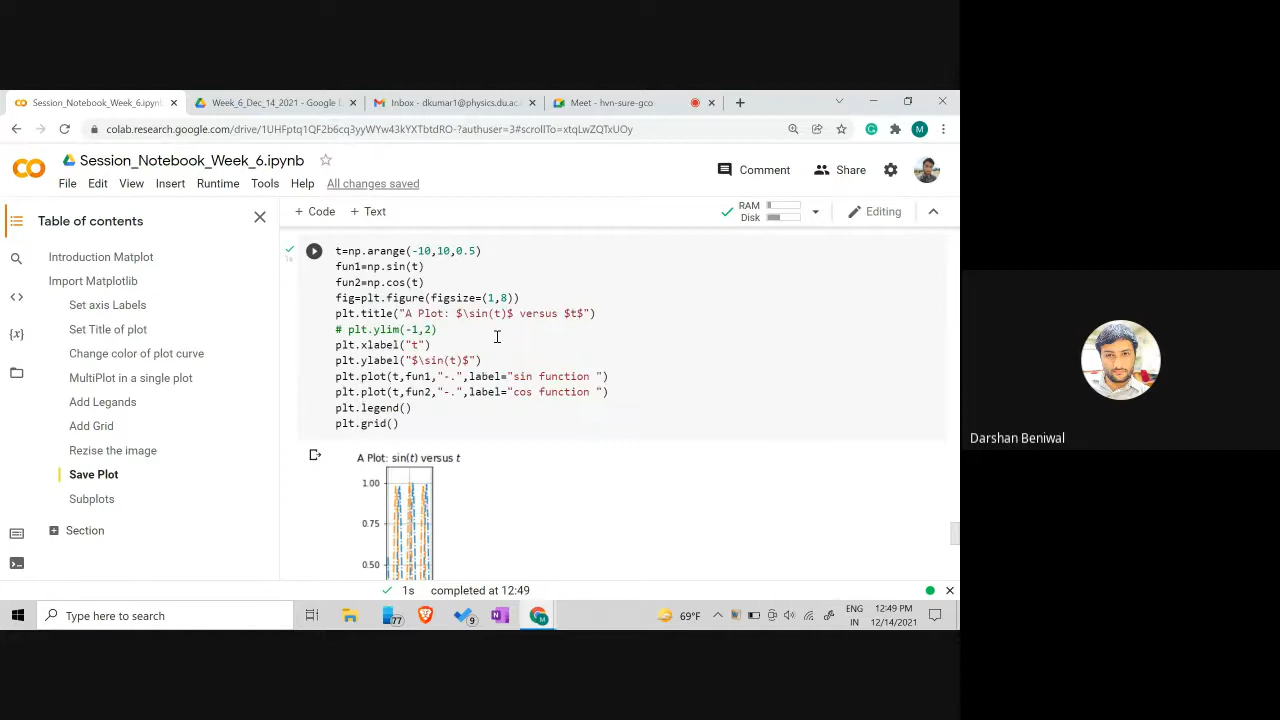 Session_Notebook_Week_6.ipynb
Week_6_Dec_14_2021 - Google D
Inbox - dkumar1@physics.du.ac.
Meet - hvn-sure-gco
colab.research.google.com/drive/1UHFptq1QF2b6cq3yyWYw43kYXTbtdRO-?authuser=3#scrollTo=xtqLwZQTxUOy
M
Session_Notebook_Week_6.ipynb
Comment
Share
File Edit View Insert Runtime Tools Help All changes saved
Table of contents
+ Code + Text
RAM
Disk
Editing
Introduction Matplot
Import Matplotlib
Set axis Labels
Set Title of plot
Change color of plot curve
MultiPlot in a single plot
Add Legands
Add Grid
Rezise the image
Save Plot
Subplots
Section
1s
t=np.arange(-10,10,0.5)
fun1=np.sin(t)
fun2=np.cos(t)
fig=plt.figure(figsize=(1,8))
plt.title("A Plot: $\sin(t)$ versus $t$")
# plt.ylim(-1,2)
plt.xlabel("t")
plt.ylabel("$\sin(t)$")
plt.plot(t,fun1,"-.",label="sin function ")
plt.plot(t,fun2,"-.",label="cos function ")
plt.legend()
plt.grid()
A Plot: sin(t) versus t
1.00
0.75
0.50
1s completed at 12:49
Type here to search
77
9
69°F
ENG
IN
12:49 PM
12/14/2021
Darshan Beniwal